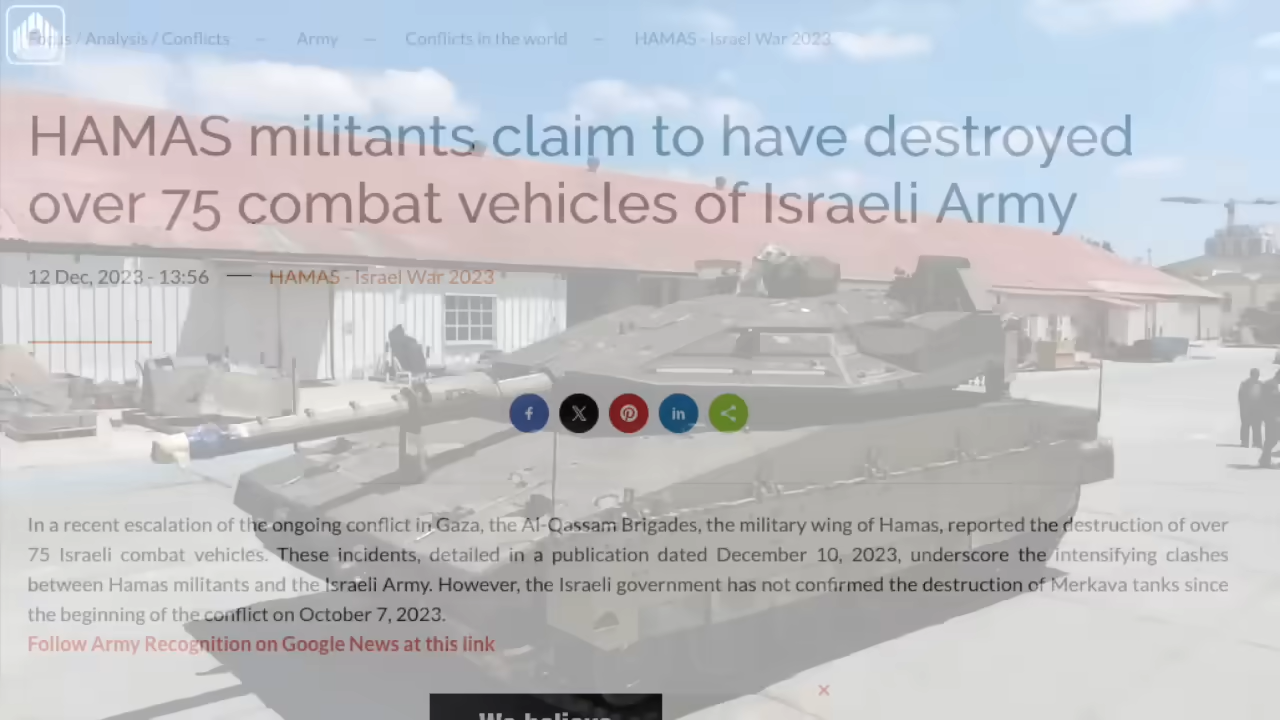 Focus / Analysis / Conflicts — Army — Conflicts in the world — HAMAS - Israel War 2023
HAMAS militants claim to have destroyed
over 75 combat vehicles of Israeli Army
12 Dec, 2023 - 13:56 — HAMAS - Israel War 2023
In a recent escalation of the ongoing conflict in Gaza, the Al-Qassam Brigades, the military wing of Hamas, reported the destruction of over
75 Israeli combat vehicles. These incidents, detailed in a publication dated December 10, 2023, underscore the intensifying clashes
between Hamas militants and the Israeli Army. However, the Israeli government has not confirmed the destruction of Merkava tanks since
the beginning of the conflict on October 7, 2023.
Follow Army Recognition on Google News at this link
We believe